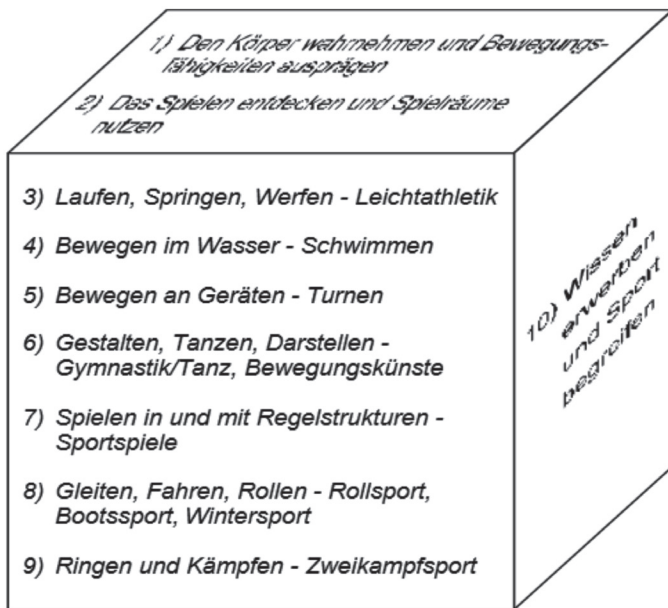 1) Den Körper wahrnehmen und Bewegungs-
fähigkeiten ausprägen
2) Das Spielen entdecken und Spielräume
nutzen
3) Laufen, Springen, Werfen - Leichtathletik
4) Bewegen im Wasser - Schwimmen
5) Bewegen an Geräten - Turnen
6) Gestalten, Tanzen, Darstellen -
Gymnastik/Tanz, Bewegungskünste
7) Spielen in und mit Regelstrukturen -
Sportspiele
8) Gleiten, Fahren, Rollen - Rollsport,
Bootssport, Wintersport
9) Ringen und Kämpfen - Zweikampfsport
10) Wissen
erwerben
und Sport
begreifen